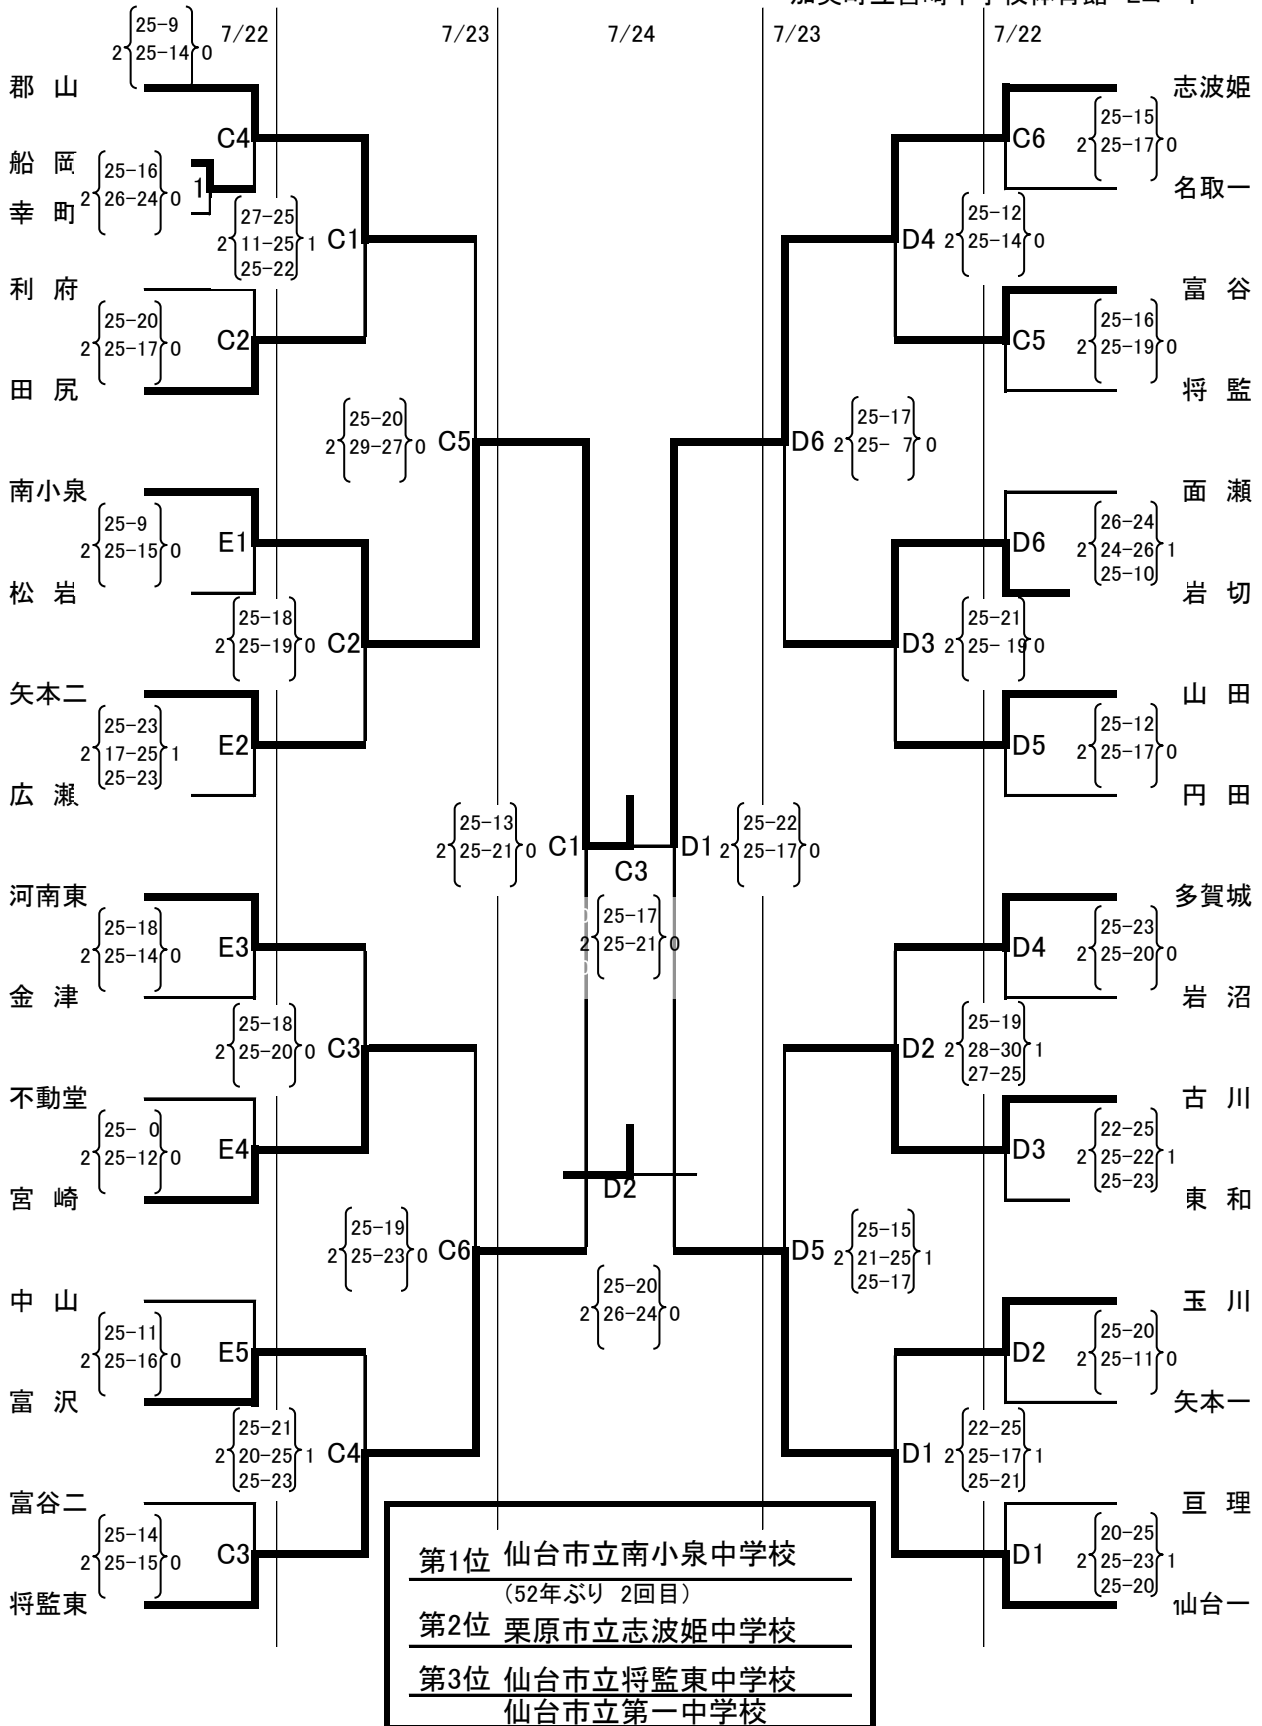 7/22
7/23
7/24
7/23
7/22
25-9
2 25-14 0
郡 山
C4
船 岡
幸 町
25-16
2 26-24 0
1
27-25
2 11-25 1
25-22
C1
利 府
25-20
2 25-17 0
C2
田 尻
25-20
2 29-27 0
C5
南小泉
25-9
2 25-15 0
E1
松 岩
25-18
2 25-19 0
C2
矢本二
25-23
2 17-25 1
25-23
E2
広 瀬
25-13
2 25-21 0
C1
河南東
25-18
2 25-14 0
E3
金 津
25-18
2 25-20 0
C3
不動堂
25- 0
2 25-12 0
E4
宮 崎
25-19
2 25-23 0
C6
中 山
25-11
2 25-16 0
E5
富 沢
25-21
2 20-25 1
25-23
C4
富谷二
25-14
2 25-15 0
C3
将監東
C3
25-17
2 25-21 0
D2
25-20
2 26-24 0
志波姫
C6
25-15
2 25-17 0
名取一
D4
25-12
2 25-14 0
富 谷
C5
25-16
2 25-19 0
将 監
D6
25-17
2 25- 7 0
面 瀬
D6
26-24
2 24-26 1
25-10
岩 切
D3
25-21
2 25- 19 0
山 田
D5
25-12
2 25-17 0
円 田
D1
25-22
2 25-17 0
多賀城
D4
25-23
2 25-20 0
岩 沼
D2
25-19
2 28-30 1
27-25
古 川
D3
22-25
2 25-22 1
25-23
東 和
D5
25-15
2 21-25 1
25-17
玉 川
D2
25-20
2 25-11 0
矢本一
D1
22-25
2 25-17 1
25-21
亘 理
D1
20-25
2 25-23 1
25-20
仙台一
第1位 仙台市立南小泉中学校
(52年ぶり 2回目)
第2位 栗原市立志波姫中学校
第3位 仙台市立将監東中学校
仙台市立第一中学校